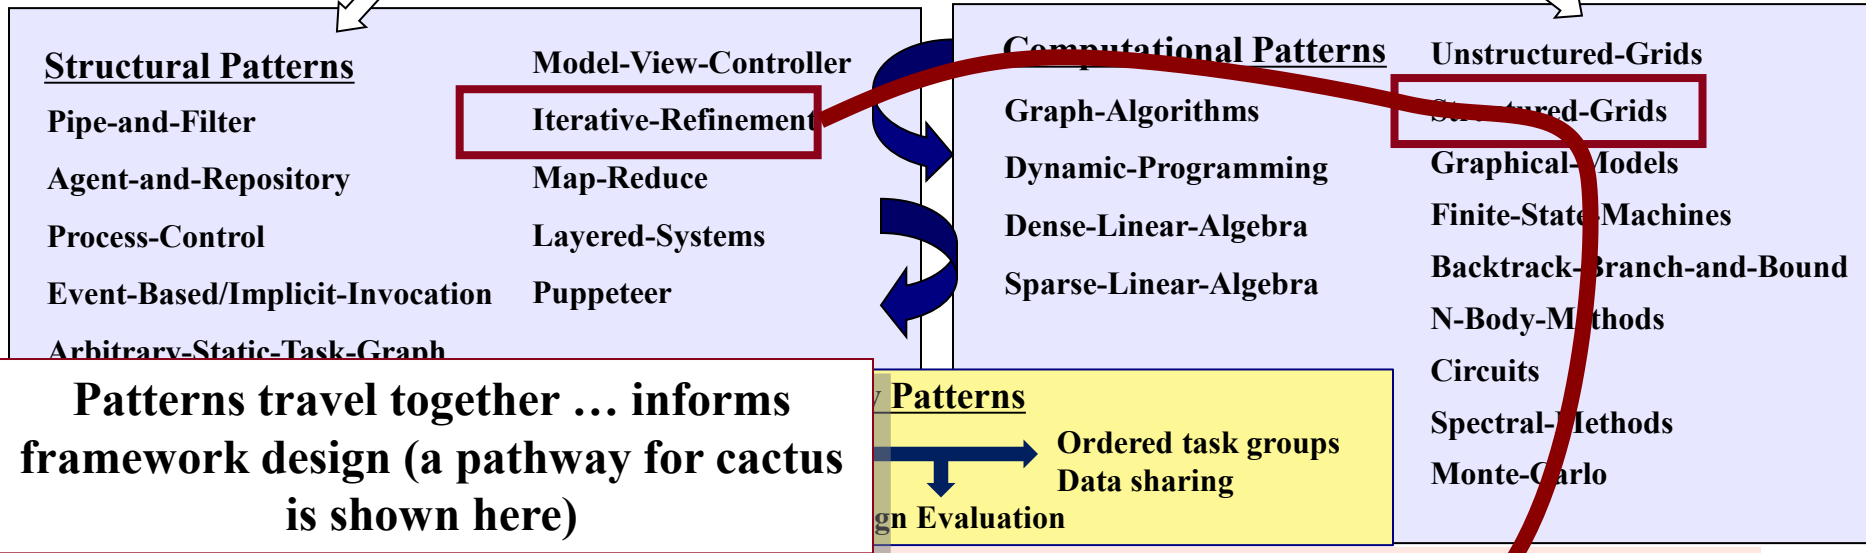 Structural Patterns
Pipe-and-Filter
Agent-and-Repository
Process-Control
Event-Based/Implicit-Invocation
Arbitrary-Static-Task-Graph
Model-View-Controller
Iterative-Refinement
Map-Reduce
Layered-Systems
Puppeteer
Computational Patterns
Graph-Algorithms
Dynamic-Programming
Dense-Linear-Algebra
Sparse-Linear-Algebra
Unstructured-Grids
Structured-Grids
Graphical-Models
Finite-State-Machines
Backtrack-Branch-and-Bound
N-Body-Methods
Circuits
Spectral-Methods
Monte-Carlo
Patterns travel together … informs
framework design (a pathway for cactus
is shown here)
Patterns
Ordered task groups
Data sharing
Evaluation